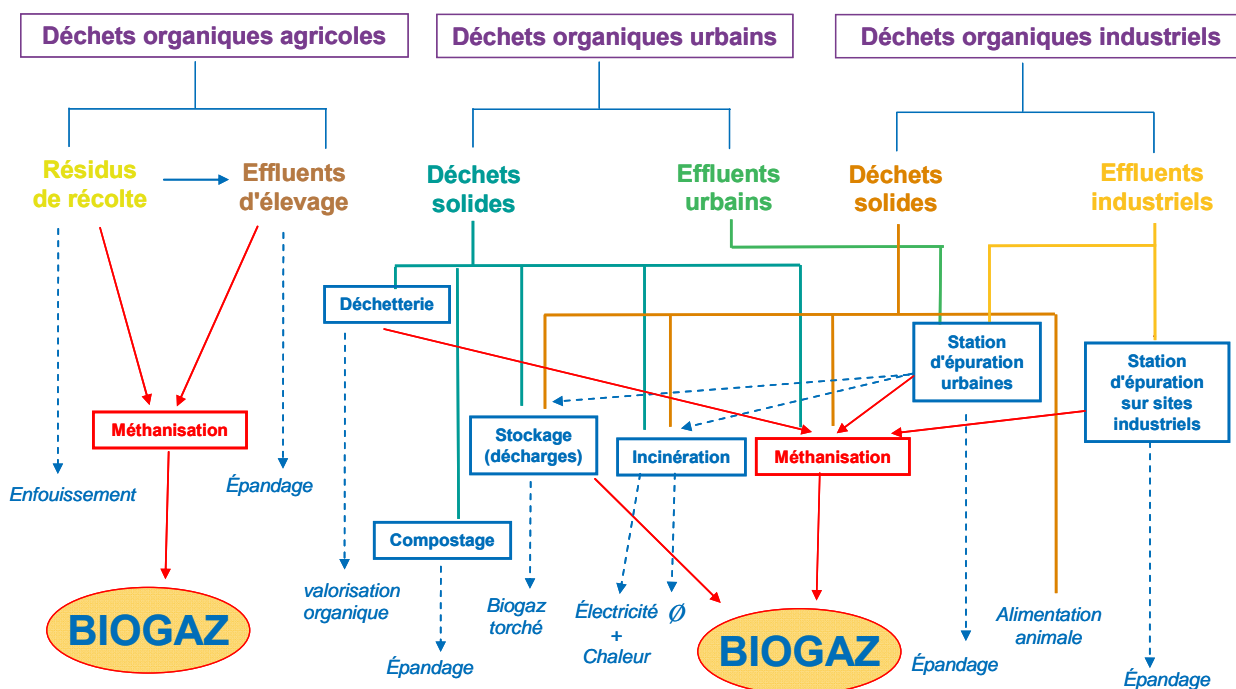 Déchets organiques agricoles
Déchets organiques urbains
Déchets organiques industriels
Résidus
de récolte
Effluents
d'élevage
Déchets
solides
Effluents
urbains
Déchets
solides
Effluents
industriels
Déchetterie
Station
d'épuration
urbaines
Station
d'épuration
sur sites
industriels
Méthanisation
Stockage
(décharges)
Incinération
Méthanisation
Enfouissement
Épandage
Compostage
valorisation
organique
Biogaz
torché
Électricité
+
Chaleur
Ø
Alimentation
animale
BIOGAZ
BIOGAZ
Épandage
Épandage
Épandage